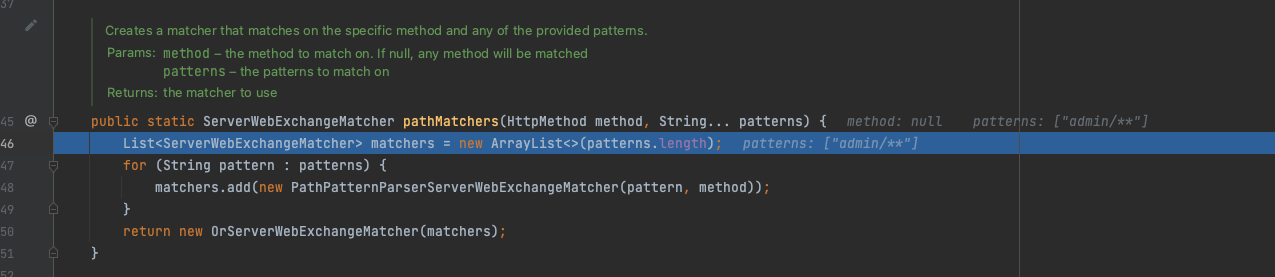 37
Creates a matcher that matches on the specific method and any of the provided patterns.
Params: method – the method to match on. If null, any method will be matched
patterns – the patterns to match on
Returns: the matcher to use
45 @ public static ServerWebExchangeMatcher pathMatchers(HttpMethod method, String... patterns) { method: null patterns: ["admin/**"]
46 List<ServerWebExchangeMatcher> matchers = new ArrayList<>(patterns.length); patterns: ["admin/**"]
47 for (String pattern : patterns) {
48 matchers.add(new PathPatternParserServerWebExchangeMatcher(pattern, method));
49 }
50 return new OrServerWebExchangeMatcher(matchers);
51 }
52